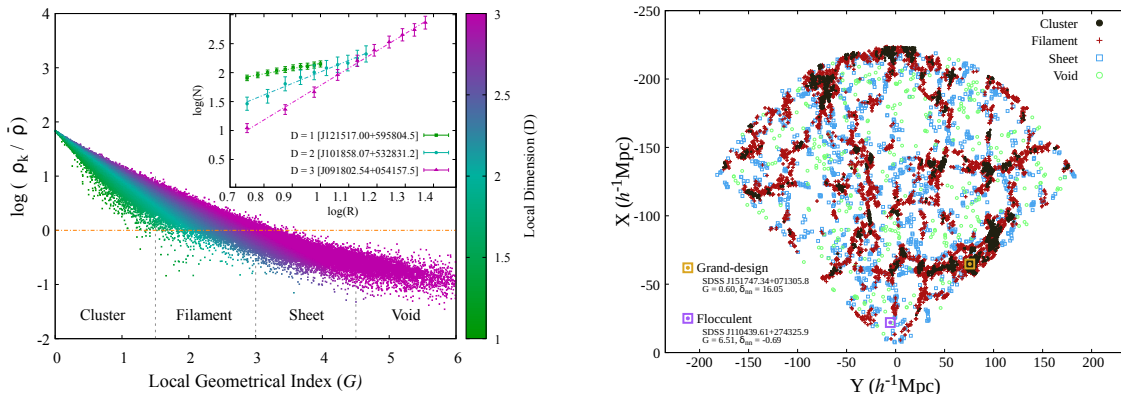 log( ρk / ρ̄ )
2
1
0
-1
-2
0
1
2
3
4
5
6
Local Geometrical Index (G)
Cluster
Filament
Sheet
Void
log(N)
2.5
2
1.5
1
0.5
0.7
0.8
0.9
1
1.1
1.2
1.3
1.4
1.5
log(R)
D = 1 [J121517.00+595804.5]
D = 2 [J101858.07+532831.2]
D = 3 [J091802.54+054157.5]
3
2.5
2
1.5
1
Local Dimension (D)
X (h⁻¹Mpc)
-250
-200
-150
-100
-50
0
-200
-150
-100
-50
0
50
100
150
200
Y (h⁻¹Mpc)
Cluster
Filament
Sheet
Void
Grand-design
SDSS J151747.34+071305.8
G = 0.60, δnn = 16.05
Flocculent
SDSS J110439.61+274325.9
G = 6.51, δnn = -0.69